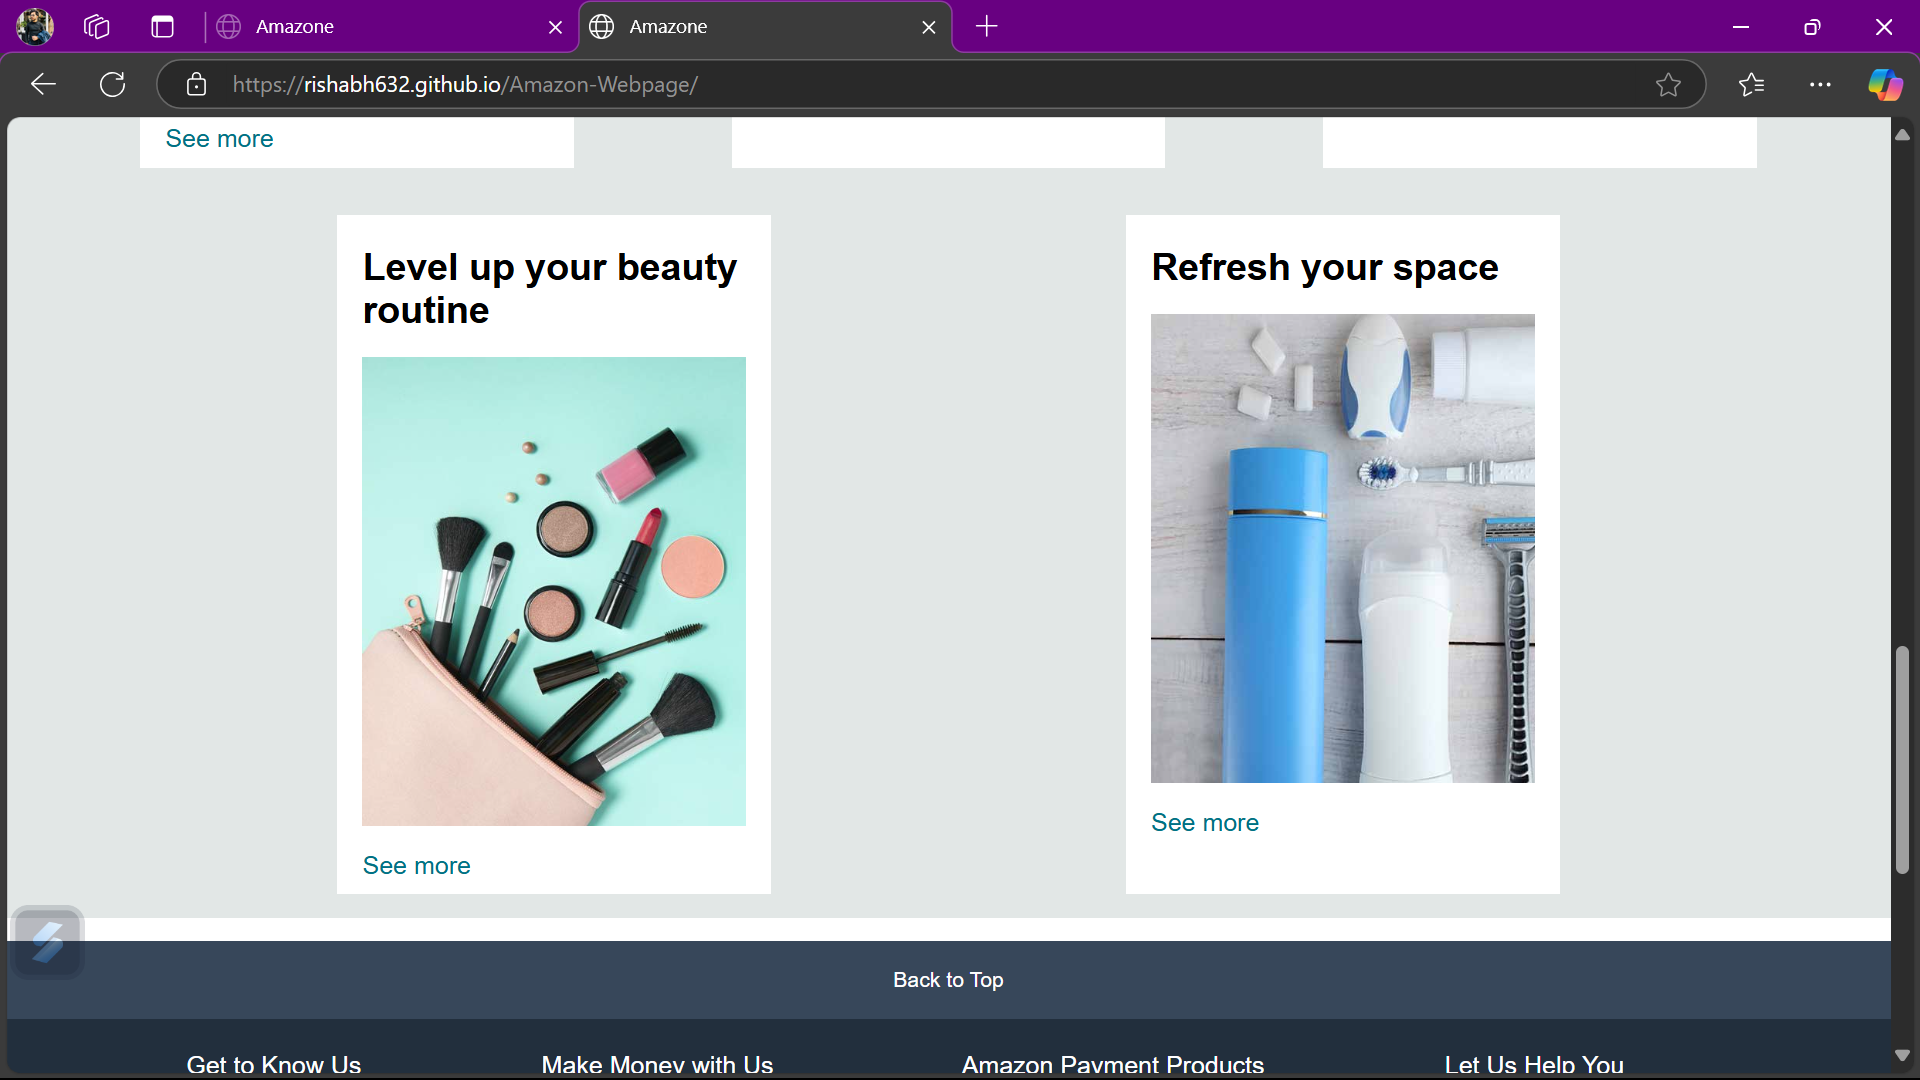 Amazone
Amazone
https://rishabh632.github.io/Amazon-Webpage/
See more
Level up your beauty
routine
Refresh your space
See more
See more
Back to Top
Get to Know Us
Make Money with Us
Amazon Payment Products
Let Us Help You